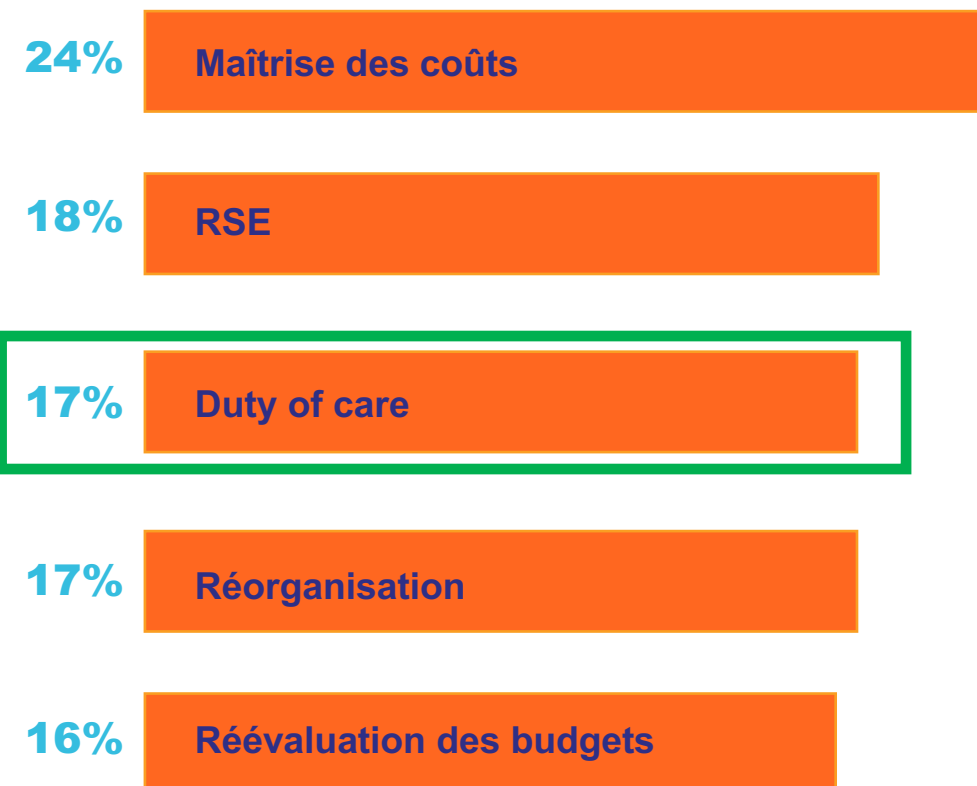 24% Maîtrise des coûts
18% RSE
17% Duty of care
17% Réorganisation
16% Réévaluation des budgets